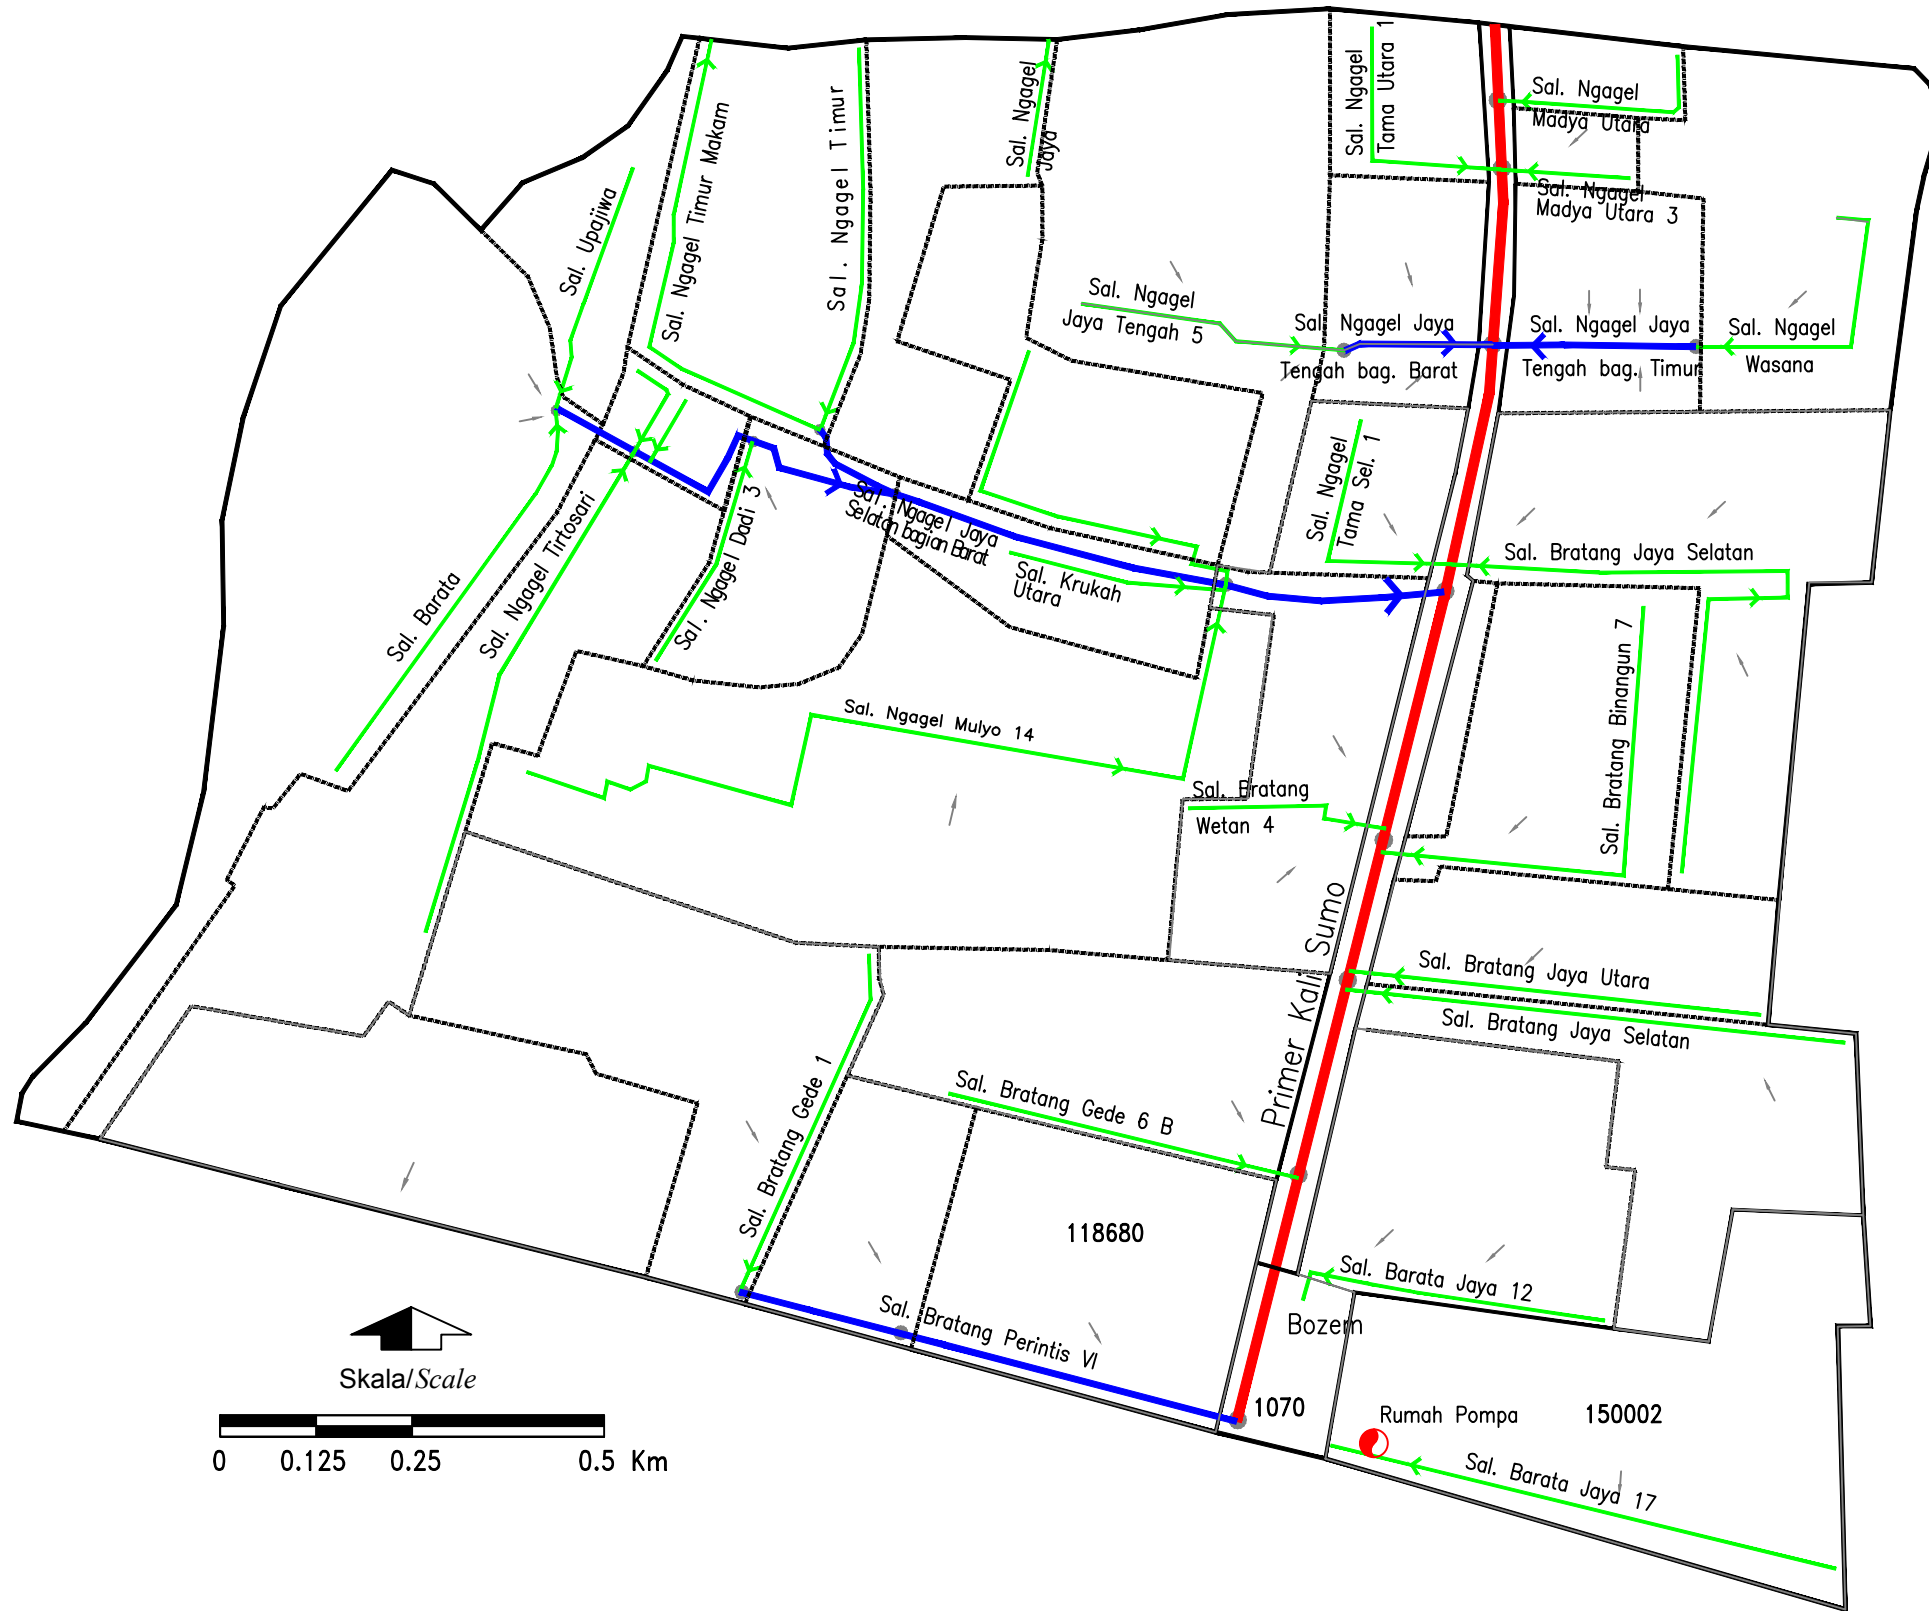 Sal. Ngagel
Tama Utara 1
Sal. Ngagel
Madya Utara
Sal. Ngagel
Madya Utara 3
Sal. Ngagel
Jaya
Sal. Ngagel Timur
Sal. Ngagel Timur Makam
Sal. Upajiwa
Sal. Ngagel
Jaya Tengah 5
Sal. Ngagel Jaya
Tengah bag. Barat
Sal. Ngagel Jaya
Tengah bag. Timur
Sal. Ngagel
Wasana
Sal. Ngagel
Tama Sel. 1
Sal. Ngagel Jaya
Selatan bagian Barat
Sal. Ngagel Dadi 3
Sal. Ngagel Tirtosari
Sal. Barata
Sal. Krukah
Utara
Sal. Bratang Jaya Selatan
Sal. Bratang Binangun 7
Sal. Ngagel Mulyo 14
Sal. Bratang
Wetan 4
Primer Kali Sumo
Sal. Bratang Jaya Utara
Sal. Bratang Jaya Selatan
Sal. Bratang Gede 1
Sal. Bratang Gede 6 B
118680
Sal. Barata Jaya 12
Bozem
Sal. Bratang Perintis VI
1070
Rumah Pompa
150002
Sal. Barata Jaya 17
Skala/Scale
0 0.125 0.25 0.5 Km